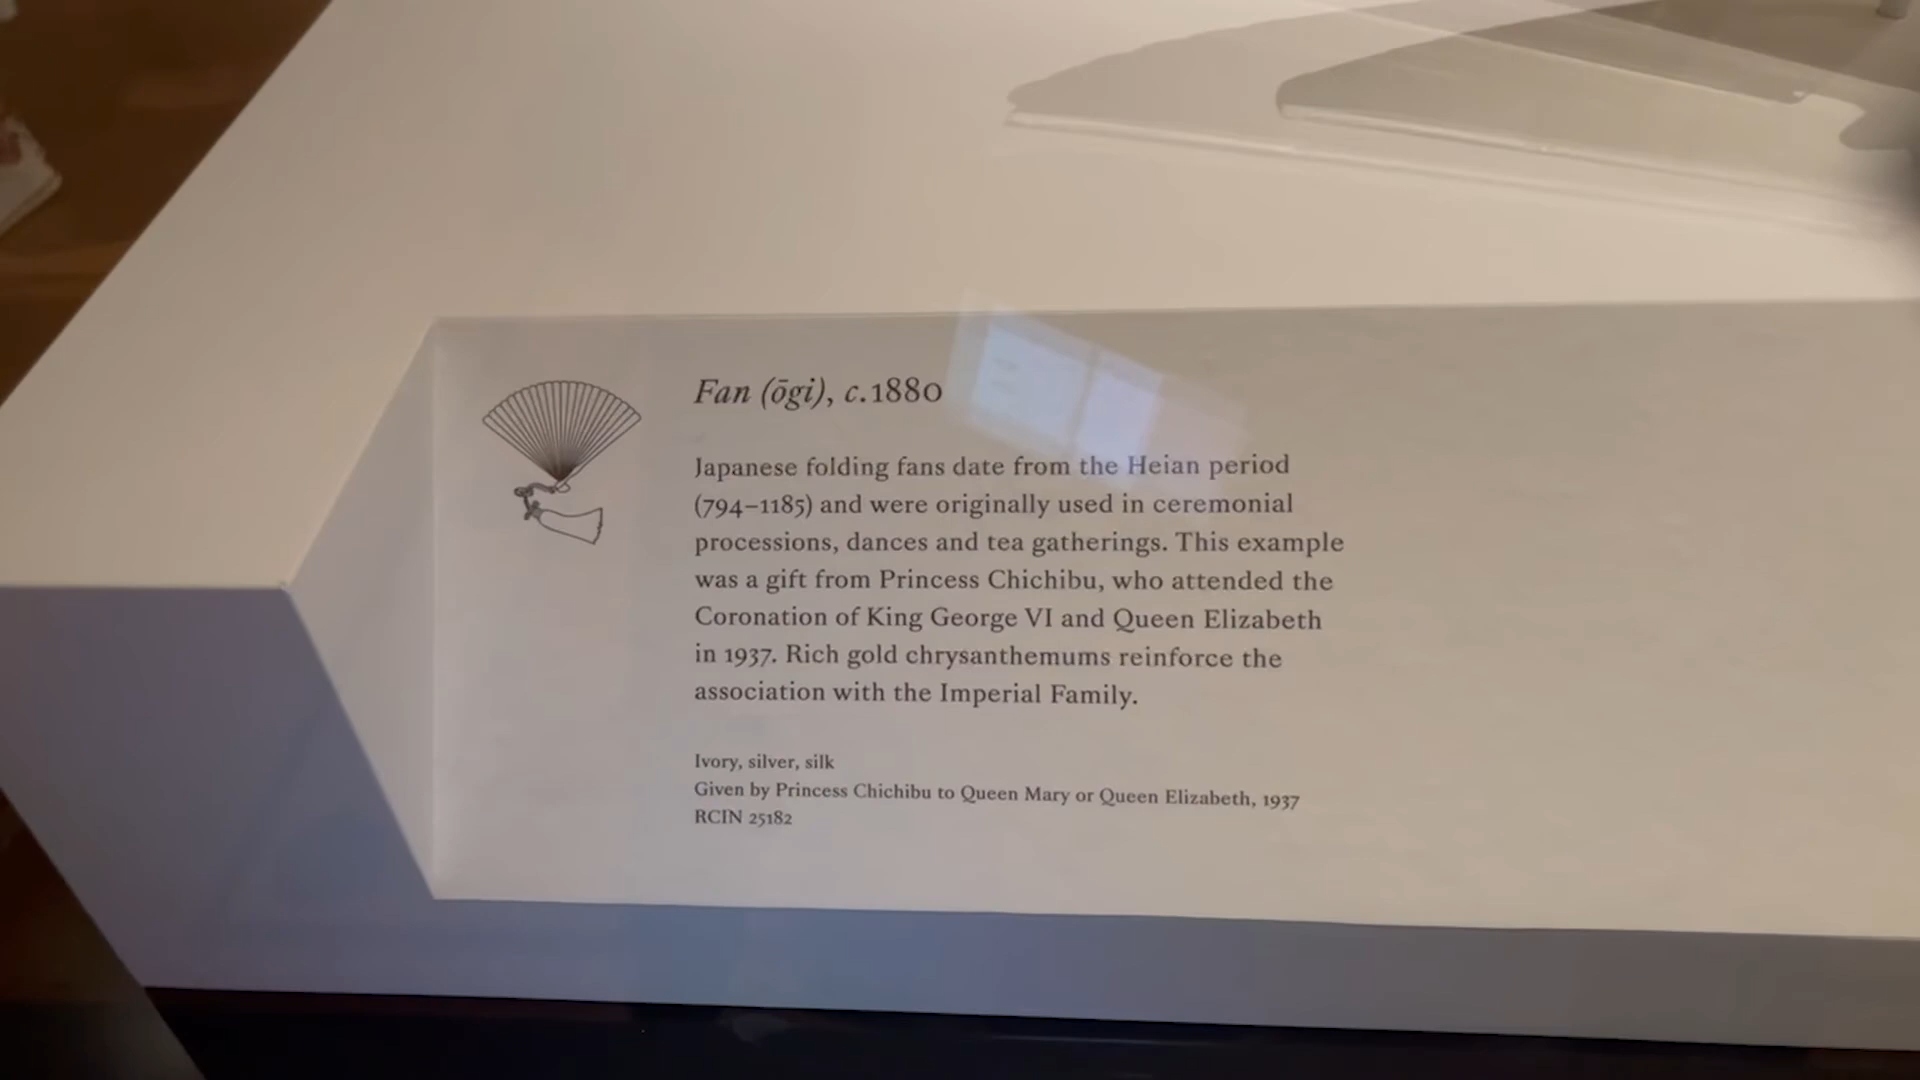 Fan (ōgi), c.1880
Japanese folding fans date from the Heian period
(794–1185) and were originally used in ceremonial
processions, dances and tea gatherings. This example
was a gift from Princess Chichibu, who attended the
Coronation of King George VI and Queen Elizabeth
in 1937. Rich gold chrysanthemums reinforce the
association with the Imperial Family.
Ivory, silver, silk
Given by Princess Chichibu to Queen Mary or Queen Elizabeth, 1937
RCIN 25182